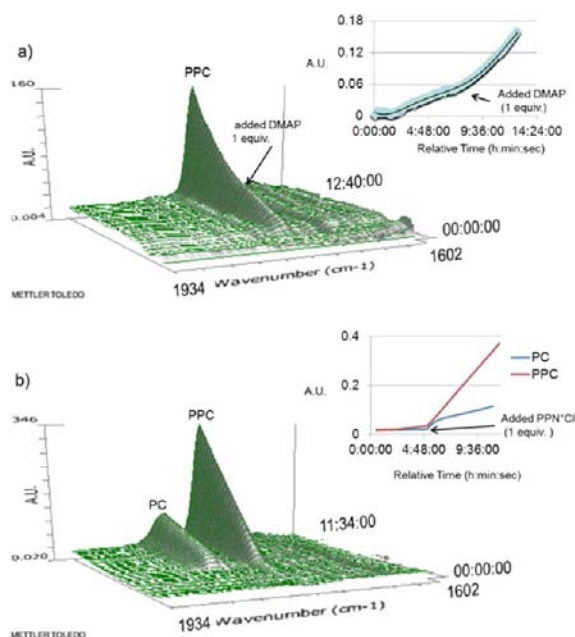 a)
PPC
160
A.U.
0.004
added DMAP
1 equiv.
12:40:00
00:00:00
1934
Wavenumber (cm-1)
1602
METTLER TOLEDO
0.18
0.12
A.U.
0.06
0
Added DMAP
(1 equiv.)
0:00:00 4:48:00 9:36:00 14:24:00
Relative Time (h:min:sec)
b)
PPC
346
PC
A.U.
0.020
11:34:00
00:00:00
1934
Wavenumber (cm-1)
1602
METTLER TOLEDO
0.4
A.U.
0.2
0
PC
PPC
Added PPN+Cl
(1 equiv. )
0:00:00 4:48:00 9:36:00
Relative Time (h:min:sec)